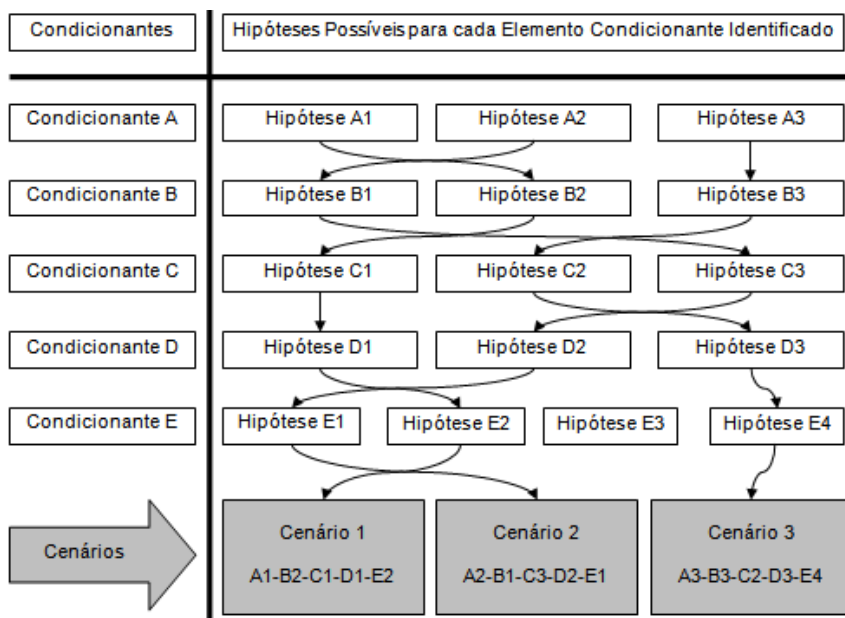 Condicionantes
Hipóteses Possíveis para cada Elemento Condicionante Identificado
Condicionante A
Hipótese A1
Hipótese A2
Hipótese A3
Condicionante B
Hipótese B1
Hipótese B2
Hipótese B3
Condicionante C
Hipótese C1
Hipótese C2
Hipótese C3
Condicionante D
Hipótese D1
Hipótese D2
Hipótese D3
Condicionante E
Hipótese E1
Hipótese E2
Hipótese E3
Hipótese E4
Cenários
Cenário 1
A1-B2-C1-D1-E2
Cenário 2
A2-B1-C3-D2-E1
Cenário 3
A3-B3-C2-D3-E4